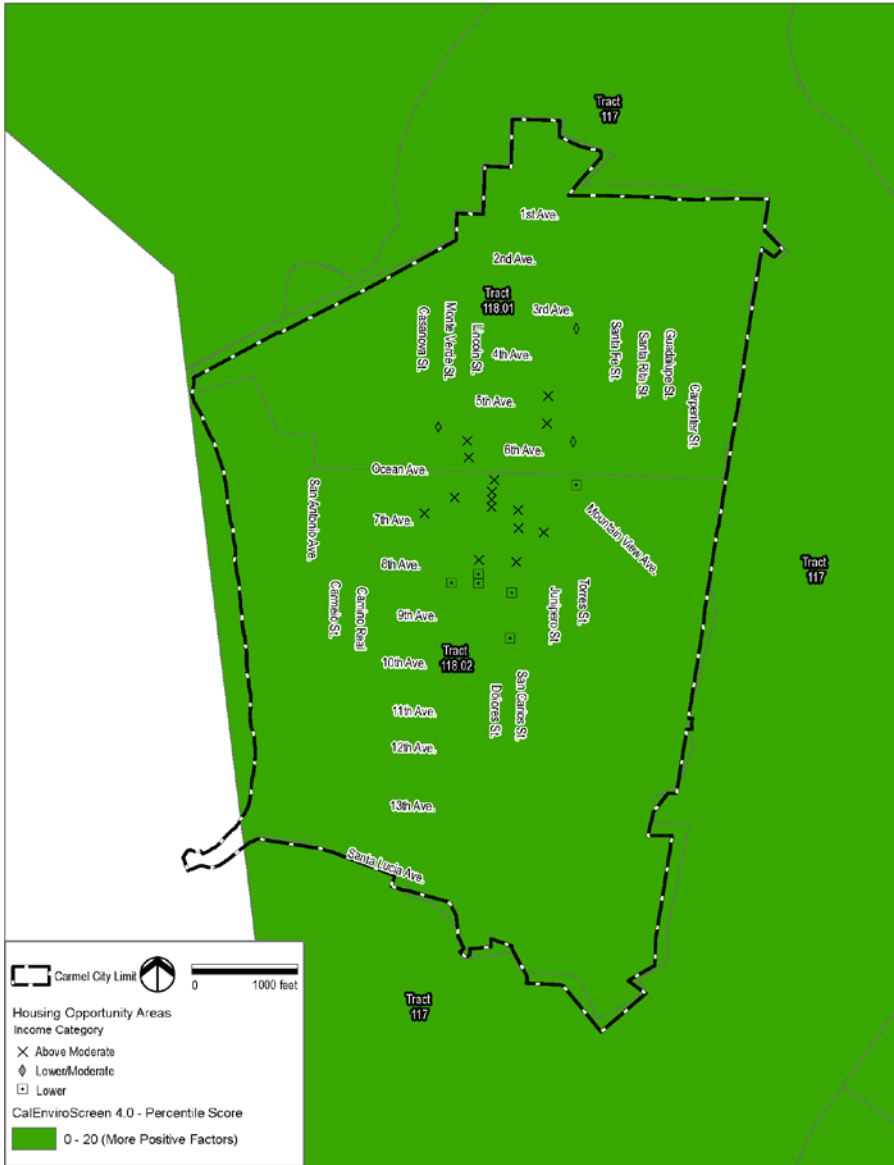 Tract
117
1st Ave.
2nd Ave.
Tract
118.01
3rd Ave.
Casanova St.
Monte Verde St.
Lincoln St.
4th Ave.
Santa Fe St.
Santa Rita St.
Guadalupe St.
Carpenter St.
5th Ave.
6th Ave.
Ocean Ave.
San Antonio Ave.
7th Ave.
Mountain View Ave.
8th Ave.
Tract
117
Carmelo St.
Camino Real
9th Ave.
Junipero St.
Torres St.
Tract
118.02
10th Ave.
Dolores St.
San Carlos St.
11th Ave.
12th Ave.
13th Ave.
Santa Lucia Ave.
Tract
117
Carmel City Limit
0 1000 feet
Housing Opportunity Areas
Income Category
Above Moderate
Lower/Moderate
Lower
CalEnviroScreen 4.0 - Percentile Score
0 - 20 (More Positive Factors)